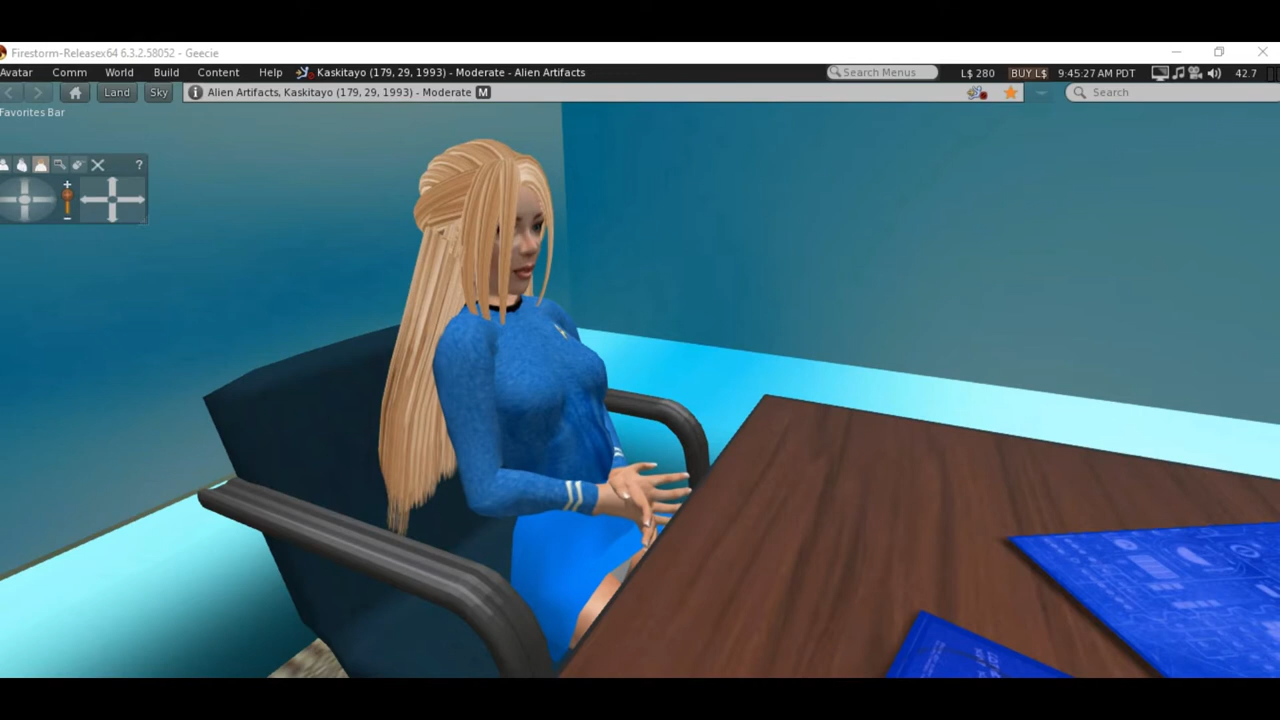 Firestorm-Releasex64 6.3.2.58052 - Geecie
Avatar Comm World Build Content Help Kaskitayo (179, 29, 1993) - Moderate - Alien Artifacts Search Menus L$ 280 BUY L$ 9:45:27 AM PDT 42.7
Land Sky Alien Artifacts, Kaskitayo (179, 29, 1993) - Moderate M Search
Favorites Bar
?